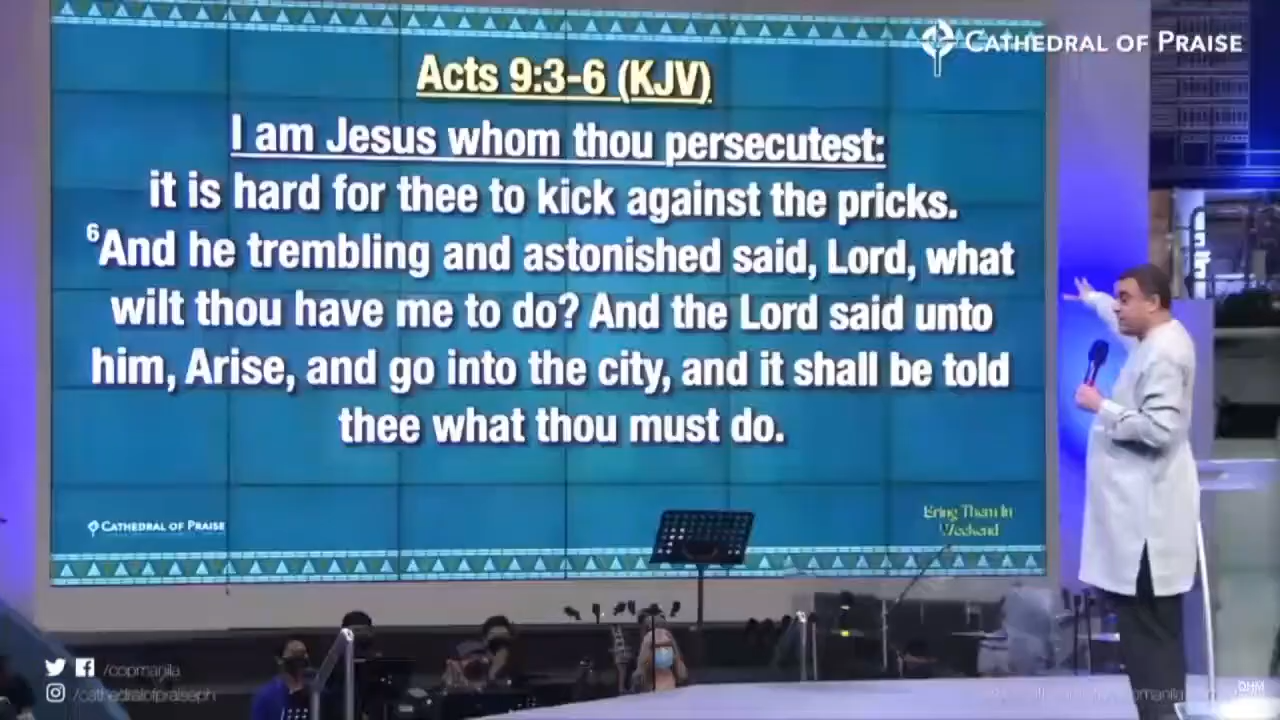 CATHEDRAL OF PRAISE
Acts 9:3-6 (KJV)
I am Jesus whom thou persecutest:
it is hard for thee to kick against the pricks.
6And he trembling and astonished said, Lord, what
wilt thou have me to do? And the Lord said unto
him, Arise, and go into the city, and it shall be told
thee what thou must do.
CATHEDRAL OF PRAISE
Bring Them In
Weekend
/copmanila
/cathedralofpraiseph
DHM